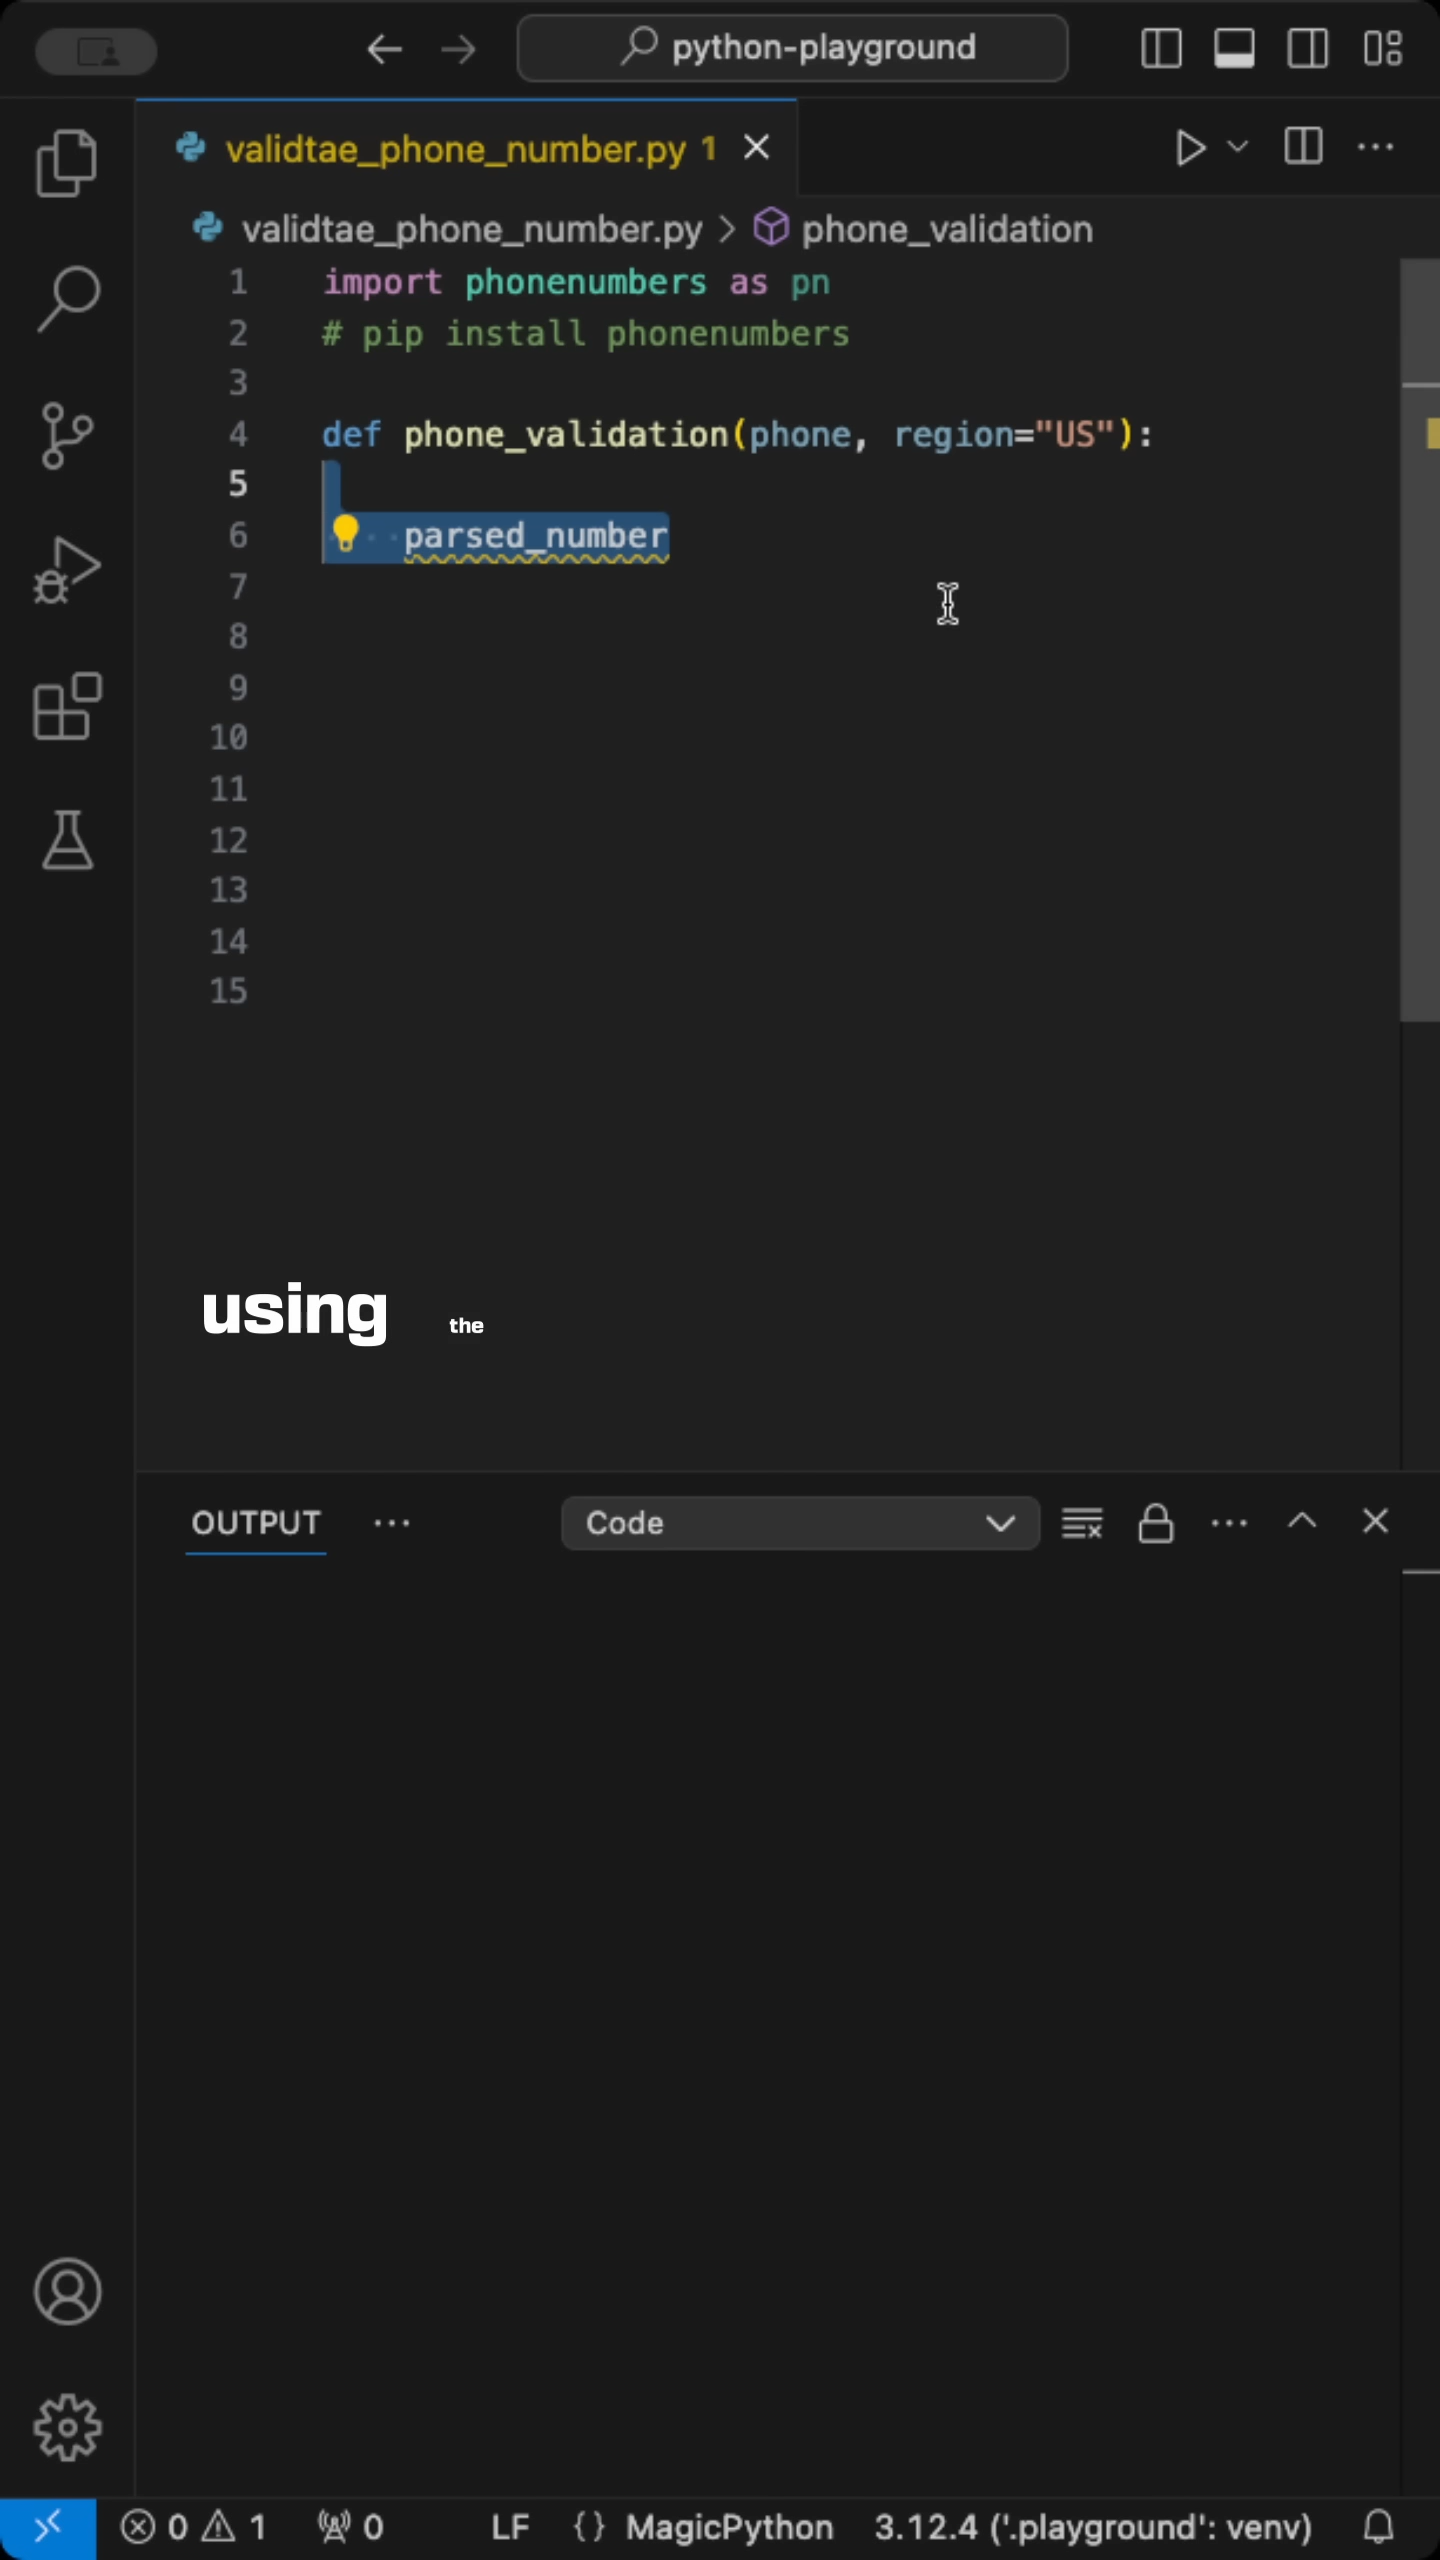 python-playground
validtae_phone_number.py 1
validtae_phone_number.py > phone_validation
1 import phonenumbers as pn
2 # pip install phonenumbers
3
4 def phone_validation(phone, region="US"):
5
6 parsed_number
7
8
9
10
11
12
13
14
15
using the
OUTPUT Code
0 1 0 LF {} MagicPython 3.12.4 ('.playground': venv)